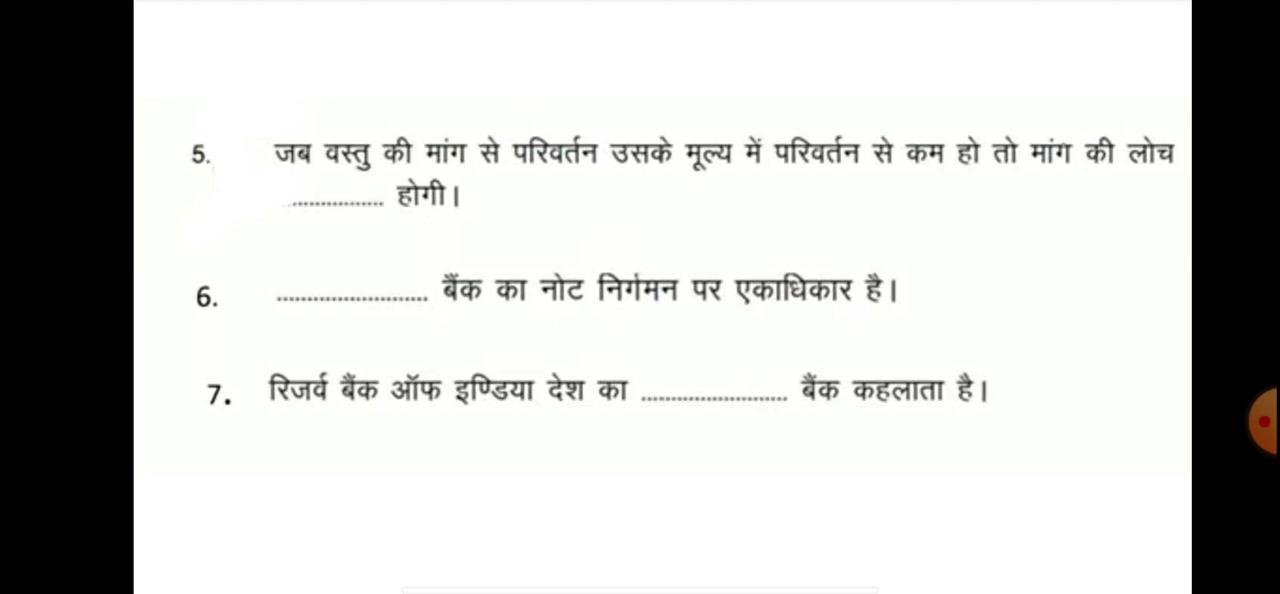 5. जब वस्तु की मांग से परिवर्तन उसके मूल्य में परिवर्तन से कम हो तो मांग की लोच
................ होगी।
6. ......................... बैंक का नोट निर्गमन पर एकाधिकार है।
7. रिजर्व बैंक ऑफ इण्डिया देश का ........................ बैंक कहलाता है।